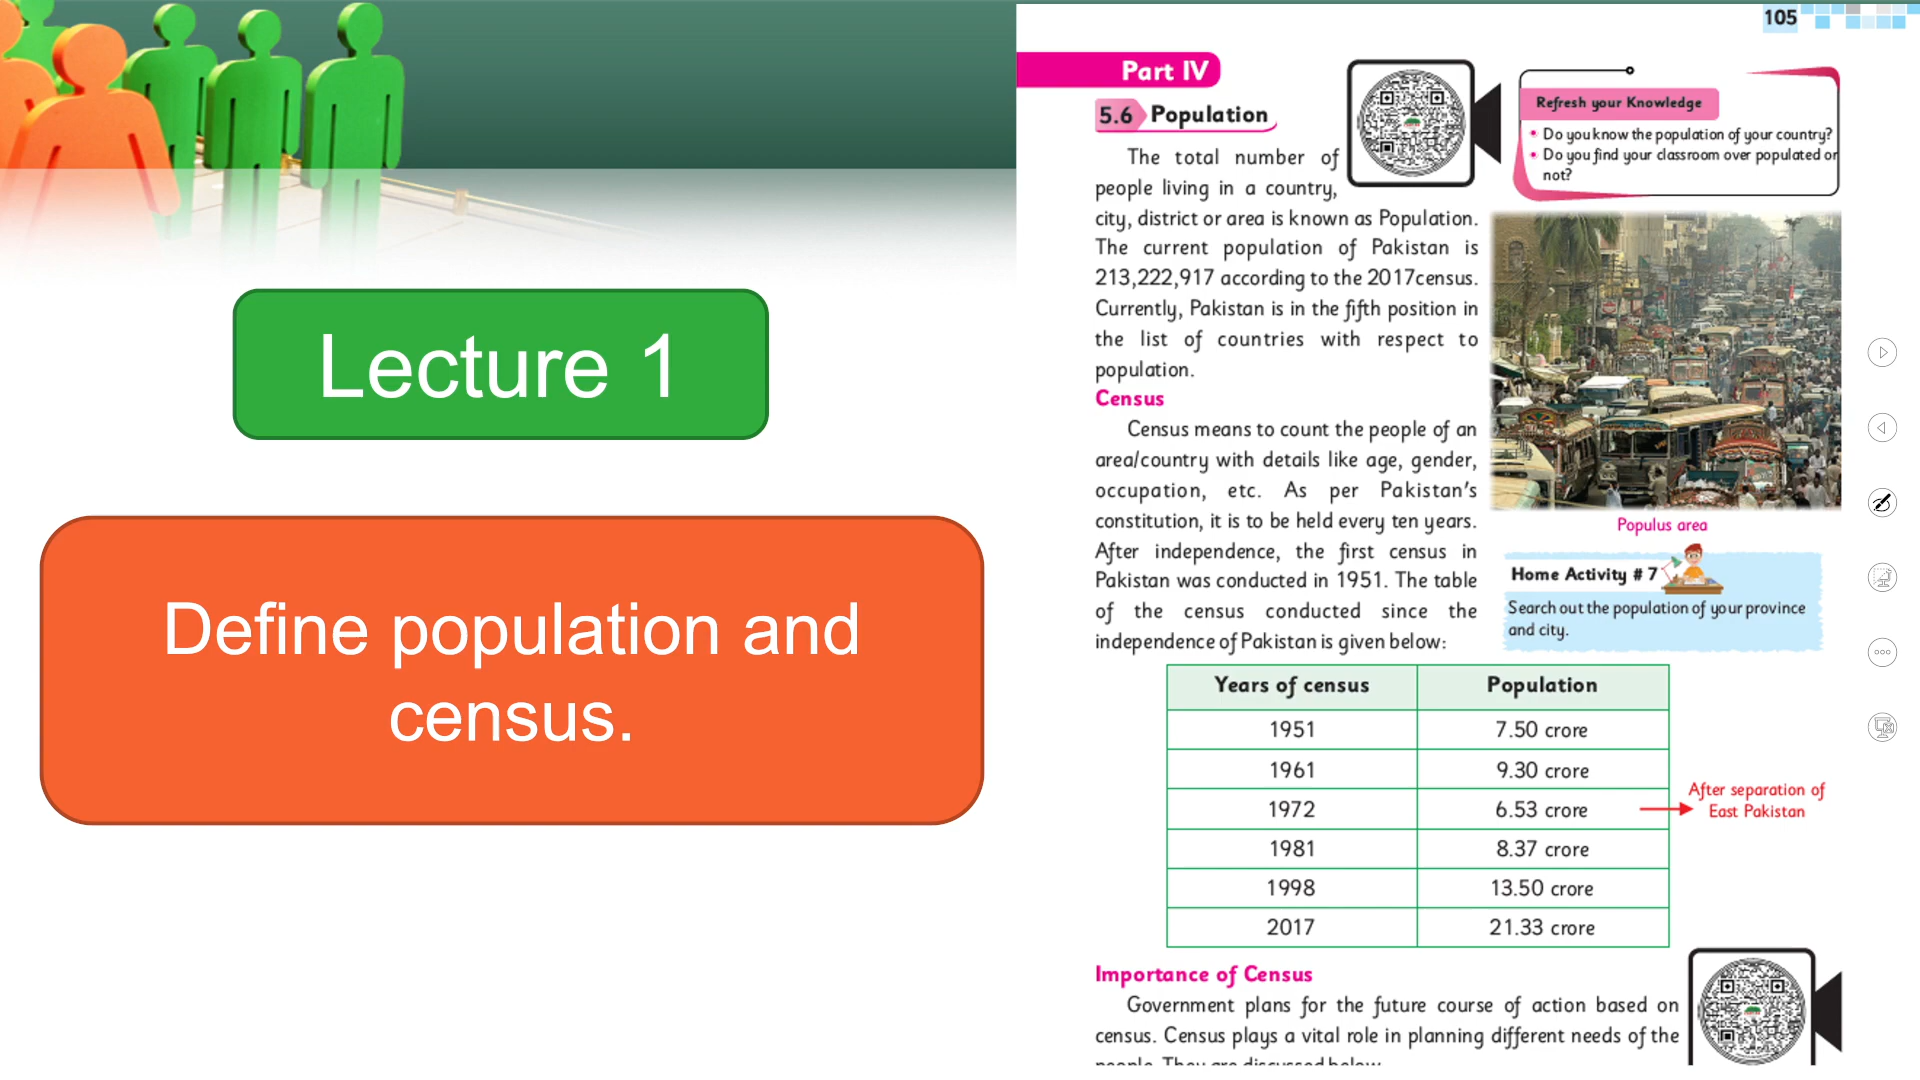 Lecture 1
Define population and
census.
105
Part IV
5.6 Population
The total number of
people living in a country,
city, district or area is known as Population.
The current population of Pakistan is
213,222,917 according to the 2017census.
Currently, Pakistan is in the fifth position in
the list of countries with respect to
population.
Refresh your Knowledge
• Do you know the population of your country?
• Do you find your classroom over populated or
not?
Populus area
Census
Census means to count the people of an
area/country with details like age, gender,
occupation, etc. As per Pakistan's
constitution, it is to be held every ten years.
After independence, the first census in
Pakistan was conducted in 1951. The table
of the census conducted since the
independence of Pakistan is given below:
Home Activity # 7
Search out the population of your province
and city.
Years of census Population
1951 7.50 crore
1961 9.30 crore
1972 6.53 crore
After separation of
East Pakistan
1981 8.37 crore
1998 13.50 crore
2017 21.33 crore
Importance of Census
Government plans for the future course of action based on
census. Census plays a vital role in planning different needs of the
people. They are discussed below